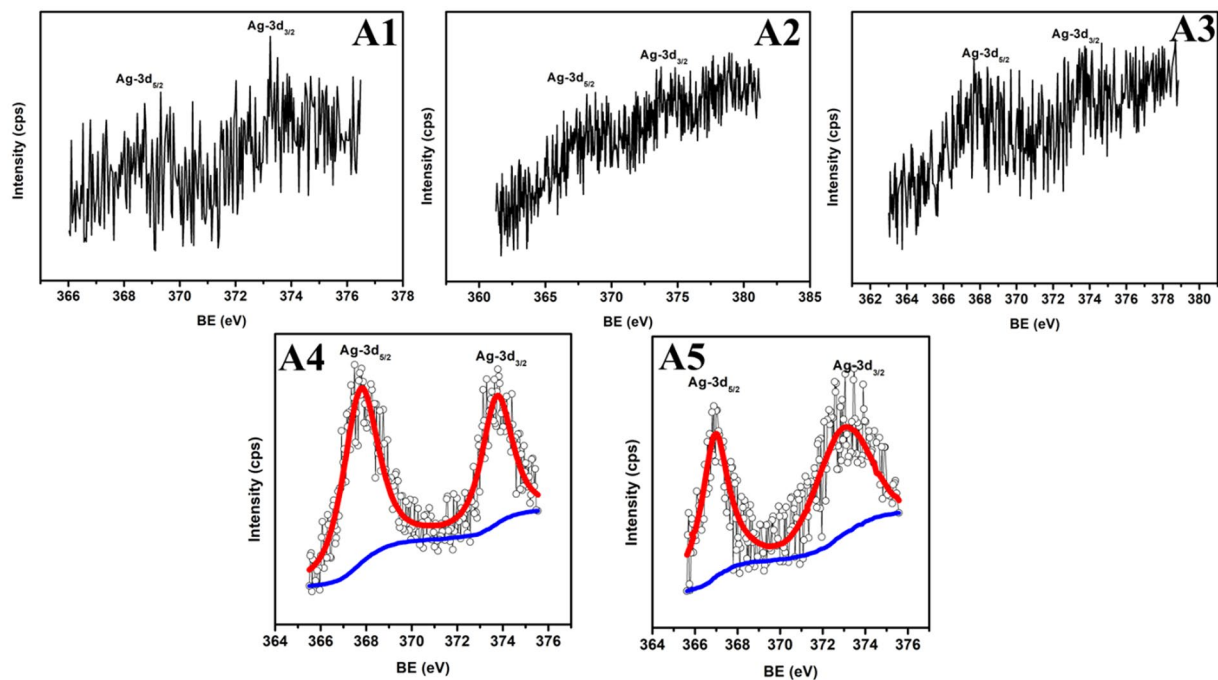 A1
Ag-3d3/2
Ag-3d5/2
Intensity (cps)
366 368 370 372 374 376 378
BE (eV)
A2
Ag-3d3/2
Ag-3d5/2
Intensity (cps)
360 365 370 375 380 385
BE (eV)
A3
Ag-3d3/2
Ag-3d5/2
Intensity (cps)
362 364 366 368 370 372 374 376 378 380
BE (eV)
A4
Ag-3d5/2
Ag-3d3/2
Intensity (cps)
364 366 368 370 372 374 376
BE (eV)
A5
Ag-3d3/2
Ag-3d5/2
Intensity (cps)
364 366 368 370 372 374 376
BE (eV)